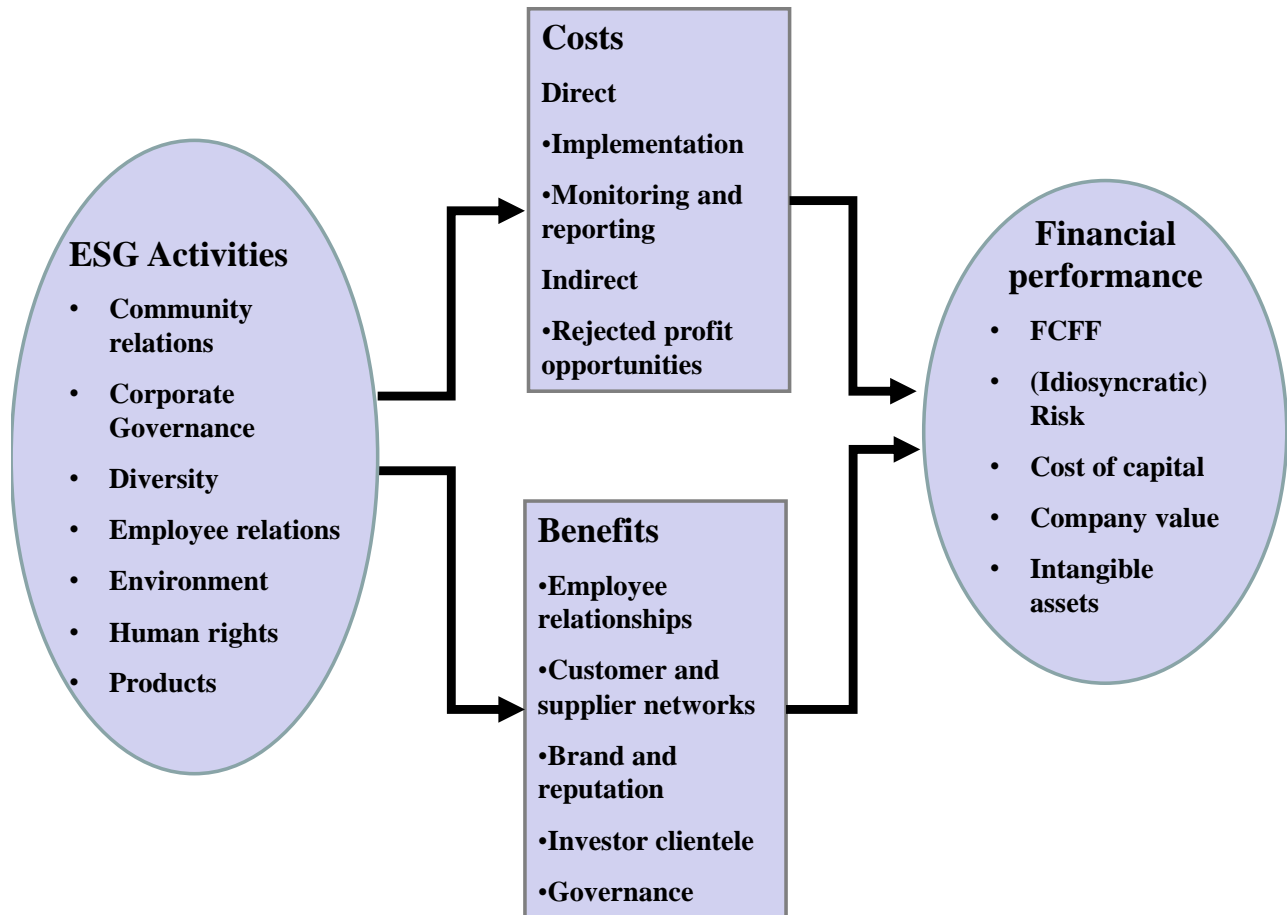 ESG Activities
• Community
relations
• Corporate
Governance
• Diversity
• Employee relations
• Environment
• Human rights
• Products
Costs
Direct
•Implementation
•Monitoring and
reporting
Indirect
•Rejected profit
opportunities
Benefits
•Employee
relationships
•Customer and
supplier networks
•Brand and
reputation
•Investor clientele
•Governance
Financial
performance
• FCFF
• (Idiosyncratic)
Risk
• Cost of capital
• Company value
• Intangible
assets